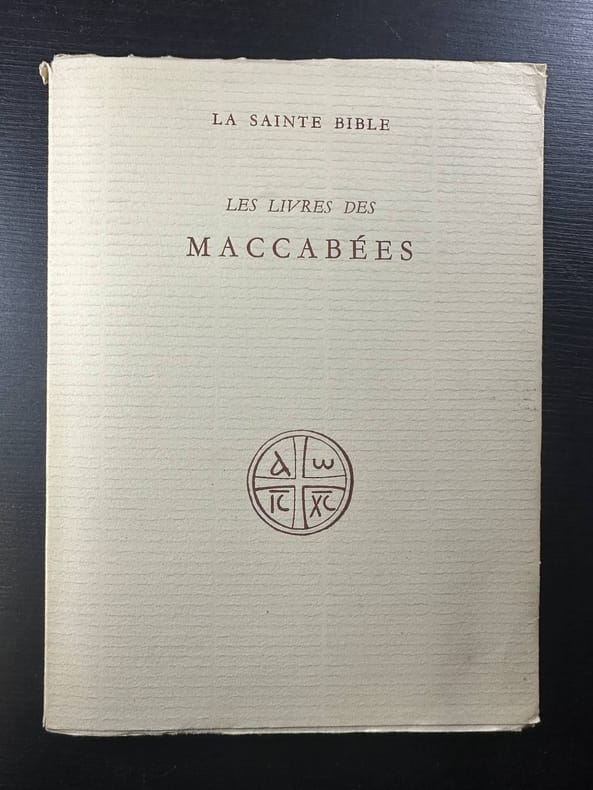 LA SAINTE BIBLE
LES LIVRES DES
MACCABÉES
α ω
IC XC